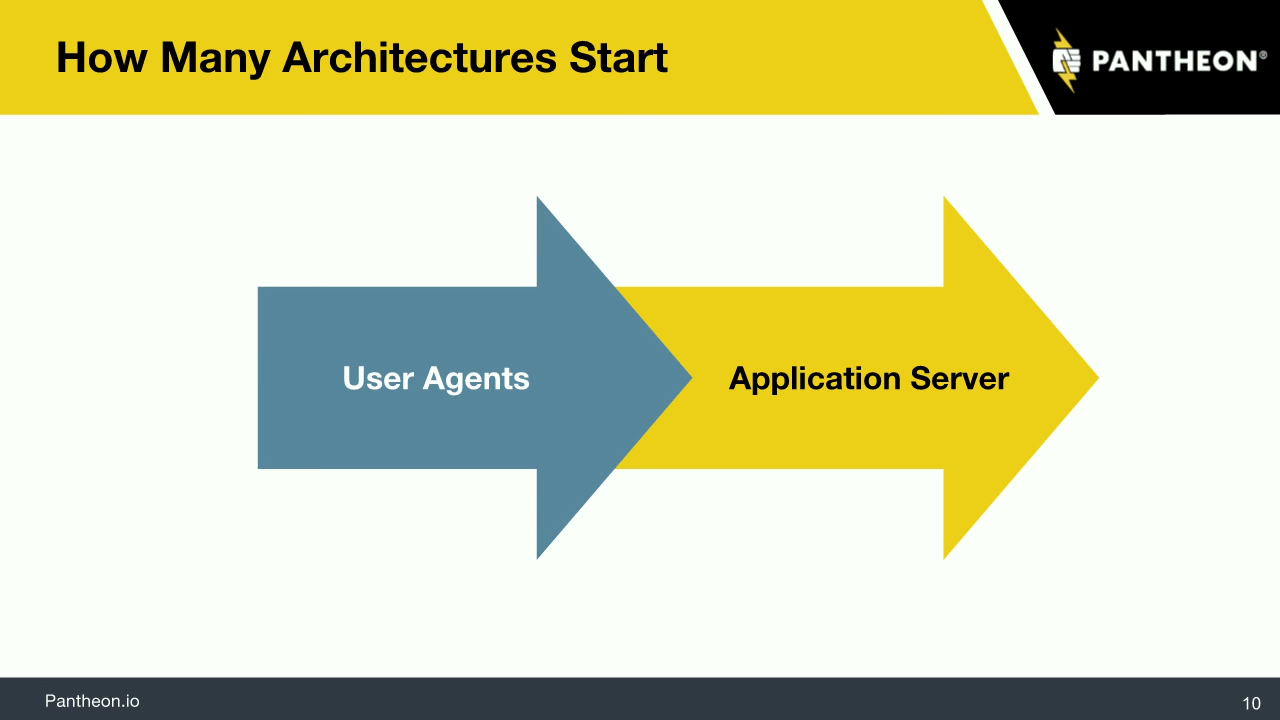 How Many Architectures Start
PANTHEON®
User Agents
Application Server
Pantheon.io
10